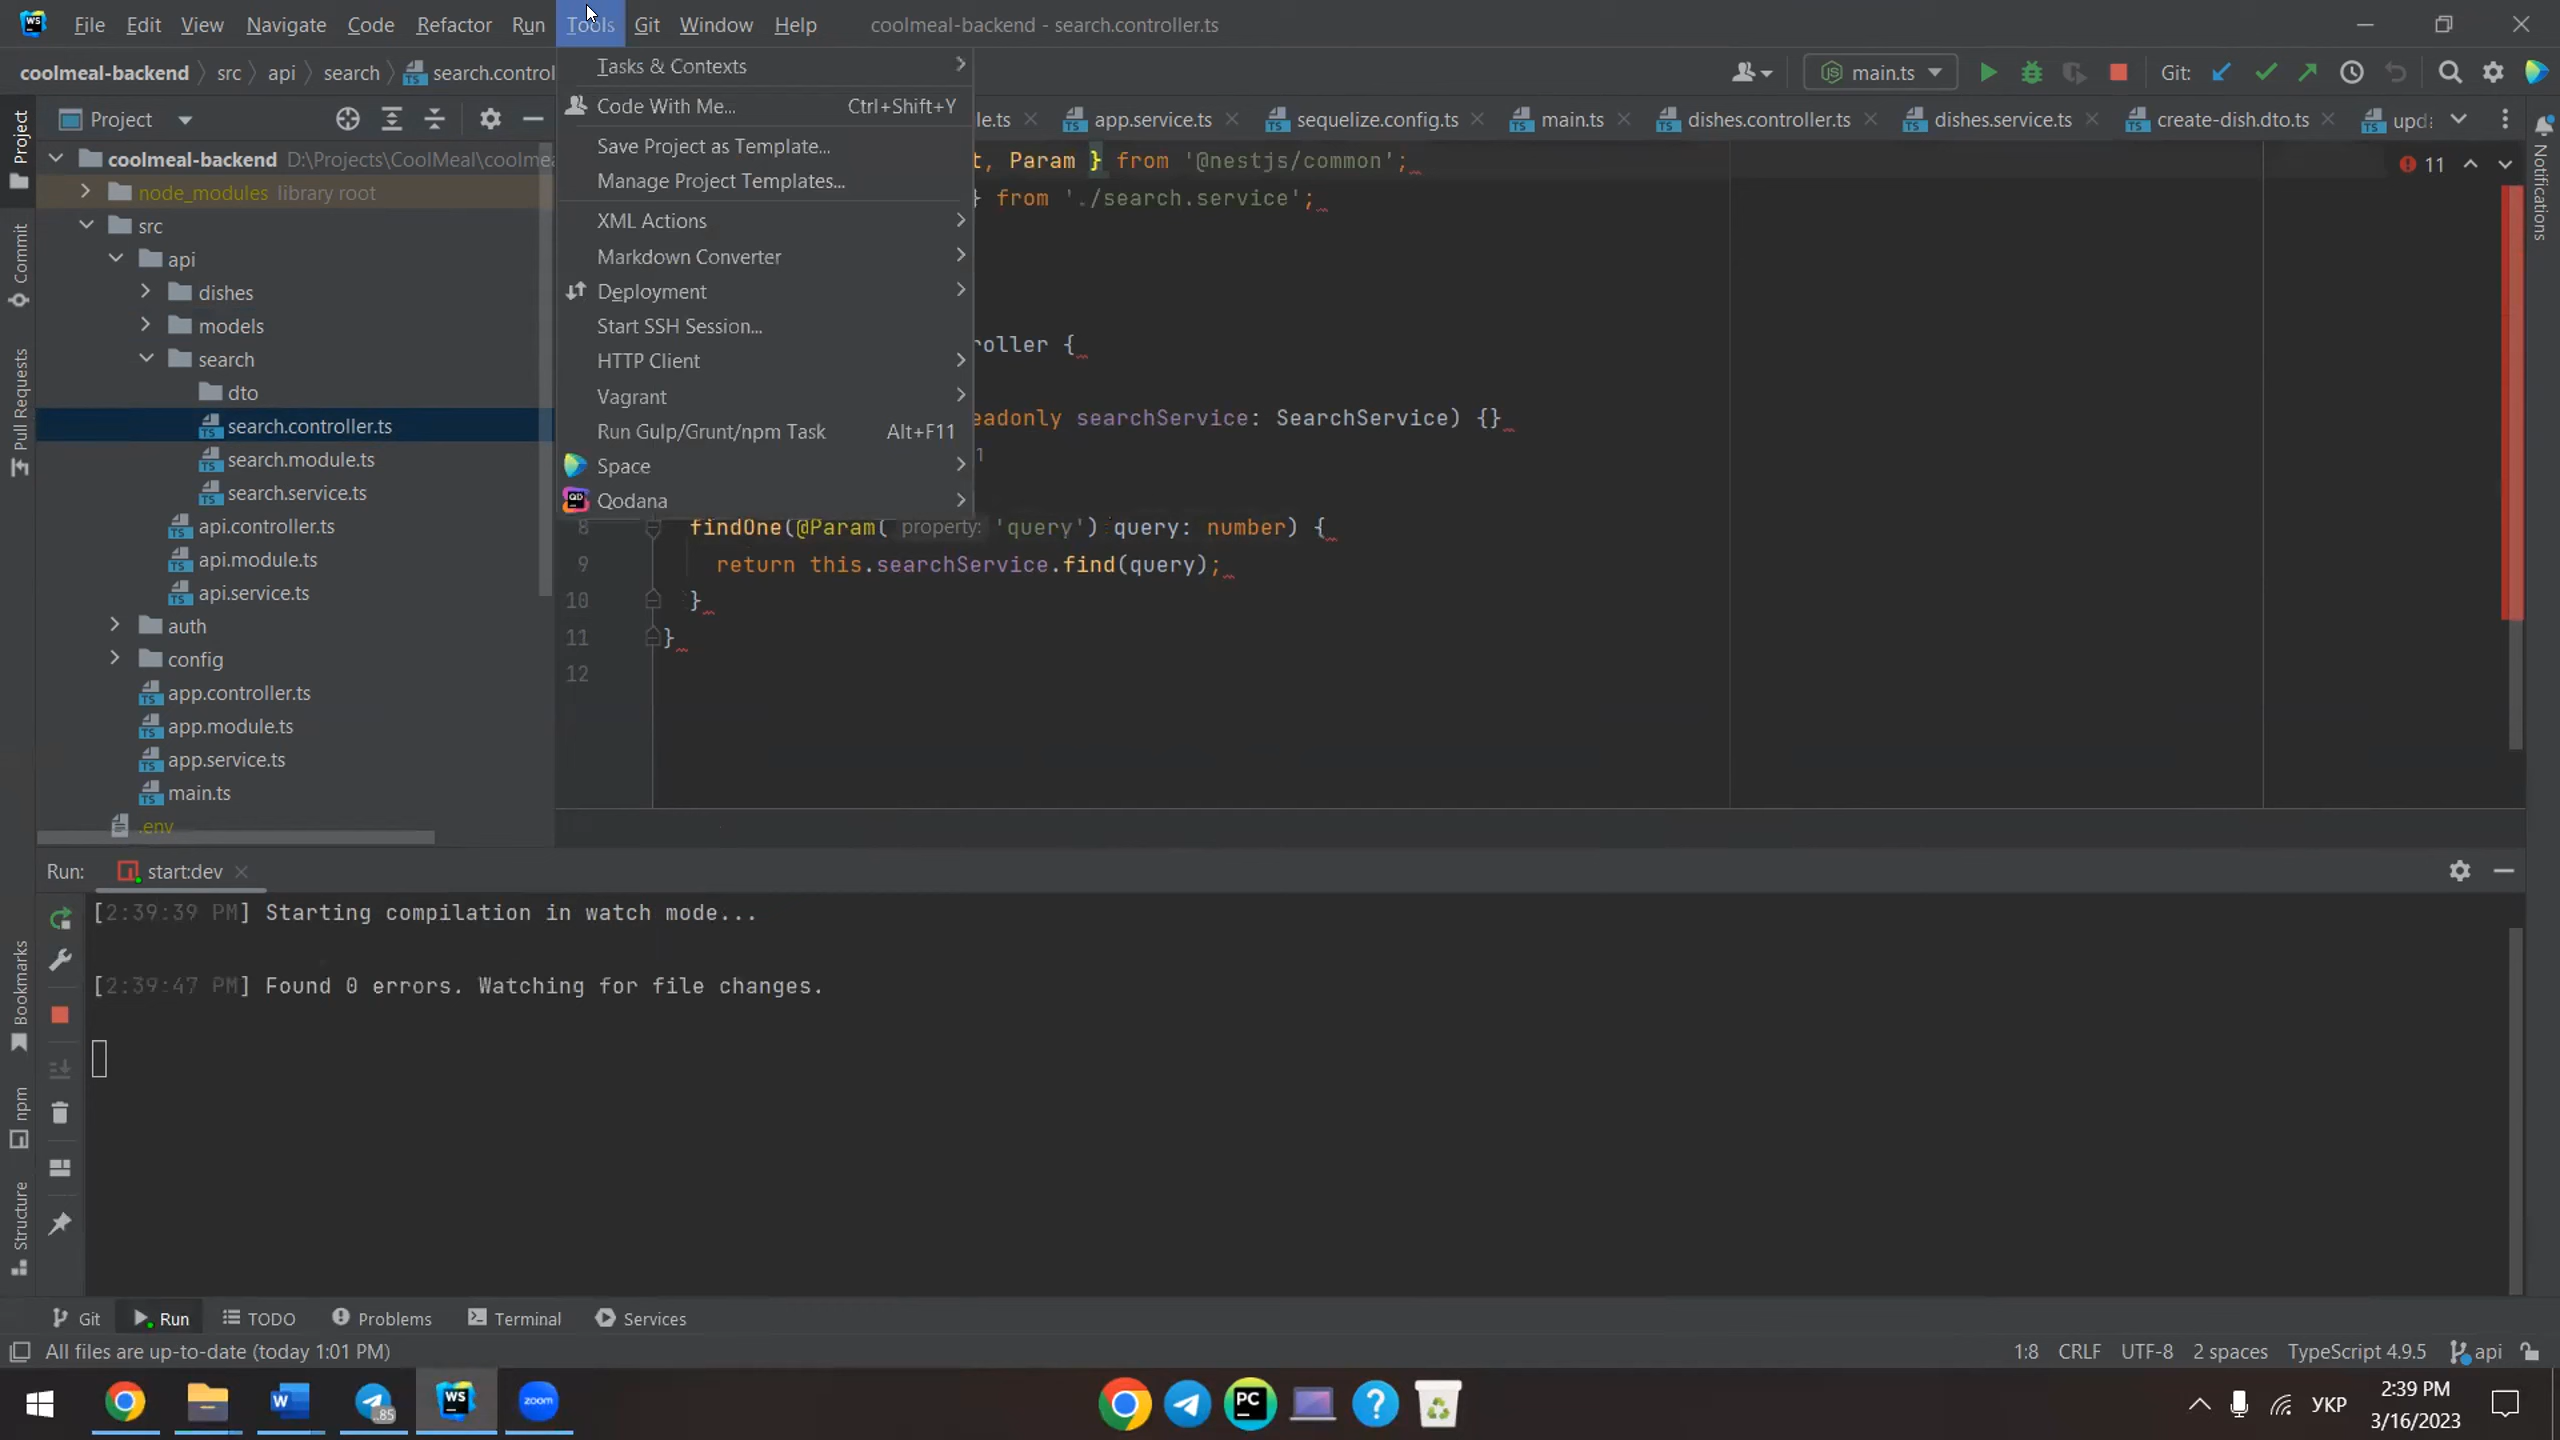 File Edit View Navigate Code Refactor Run Tools Git Window Help coolmeal-backend - search.controller.ts
coolmeal-backend src api search search.control
main.ts Git:
Project
coolmeal-backend D:\Projects\CoolMeal\coolme
node_modules library root
src
api
dishes
models
search
dto
search.controller.ts
search.module.ts
search.service.ts
api.controller.ts
api.module.ts
api.service.ts
auth
config
app.controller.ts
app.module.ts
app.service.ts
main.ts
.env
Tasks & Contexts
Code With Me... Ctrl+Shift+Y
Save Project as Template...
Manage Project Templates...
XML Actions
Markdown Converter
Deployment
Start SSH Session...
HTTP Client
Vagrant
Run Gulp/Grunt/npm Task Alt+F11
Space
Qodana
le.ts app.service.ts sequelize.config.ts main.ts dishes.controller.ts dishes.service.ts create-dish.dto.ts upd
t, Param } from '@nestjs/common';
11
} from './search.service';
roller {
eadonly searchService: SearchService) {}
1
8 findOne(@Param( property: 'query') query: number) {
9 return this.searchService.find(query);
10 }
11 }
12
Project
Commit
Pull Requests
Bookmarks
npm
Structure
Notifications
Run: start:dev
[2:39:39 PM] Starting compilation in watch mode...
[2:39:47 PM] Found 0 errors. Watching for file changes.
Git Run TODO Problems Terminal Services
All files are up-to-date (today 1:01 PM)
1:8 CRLF UTF-8 2 spaces TypeScript 4.9.5 api
..85 WS zoom PC УКР
2:39 PM
3/16/2023